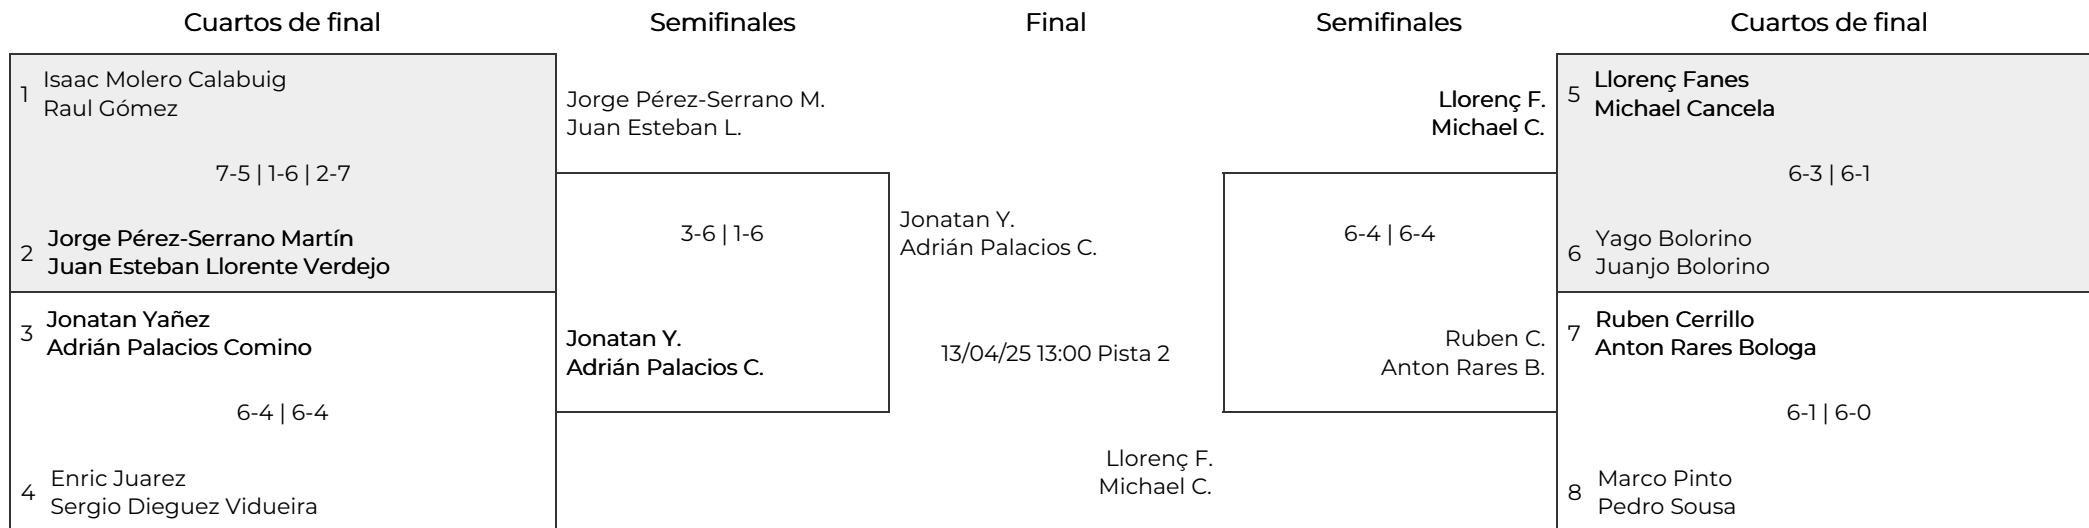 Cuartos de final
Semifinales
Final
Semifinales
Cuartos de final
1
Isaac Molero Calabuig
Raul Gómez
7-5 | 1-6 | 2-7
2
Jorge Pérez-Serrano Martín
Juan Esteban Llorente Verdejo
3
Jonatan Yañez
Adrián Palacios Comino
6-4 | 6-4
4
Enric Juarez
Sergio Dieguez Vidueira
Jorge Pérez-Serrano M.
Juan Esteban L.
3-6 | 1-6
Jonatan Y.
Adrián Palacios C.
Jonatan Y.
Adrián Palacios C.
13/04/25 13:00 Pista 2
Llorenç F.
Michael C.
Llorenç F.
Michael C.
6-4 | 6-4
Ruben C.
Anton Rares B.
5
Llorenç Fanes
Michael Cancela
6-3 | 6-1
6
Yago Bolorino
Juanjo Bolorino
7
Ruben Cerrillo
Anton Rares Bologa
6-1 | 6-0
8
Marco Pinto
Pedro Sousa